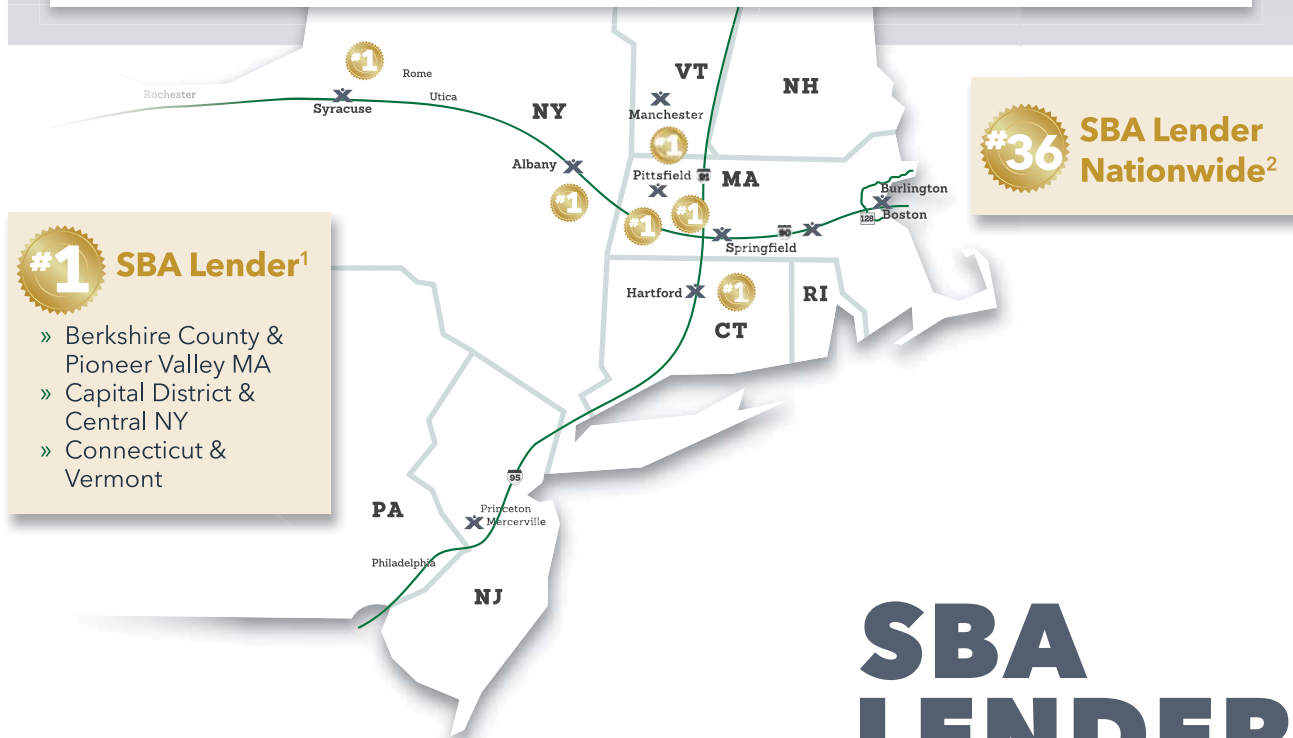 #1
Rome
Rochester
Utica
Syracuse
NY
VT
NH
Manchester
#1
#36
SBA Lender
Nationwide2
Albany
Pittsfield
91
MA
#1
#1
#1
Burlington
Boston
128
90
Springfield
#1
SBA Lender1
» Berkshire County &
Pioneer Valley MA
» Capital District &
Central NY
» Connecticut &
Vermont
Hartford
#1
RI
CT
95
PA
Princeton
Mercerville
Philadelphia
NJ
SBA
LENDER